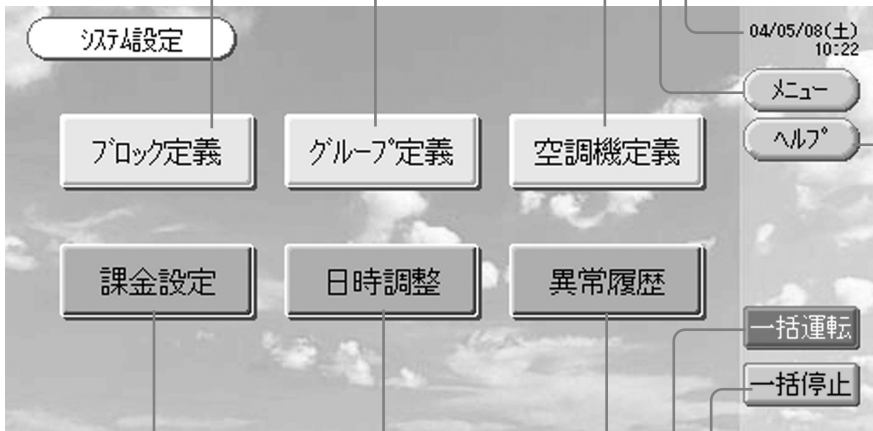 システム設定
04/05/08(土)
10:22
メニュー
ヘルプ
ブロック定義
グループ定義
空調機定義
課金設定
日時調整
異常履歴
一括運転
一括停止